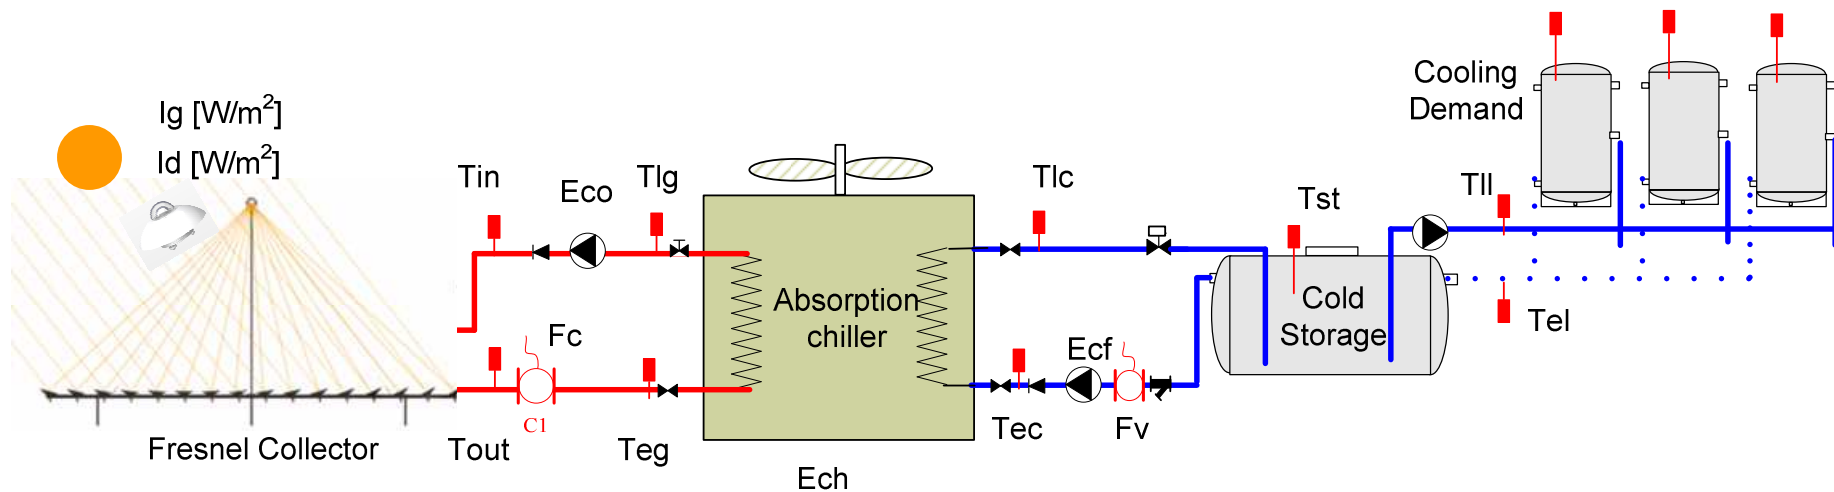 Ig [W/m²]
Id [W/m²]
Fresnel Collector
Tin
Eco
Tlg
Fc
C1
Tout
Teg
Absorption
chiller
Ech
Tlc
Tec
Ecf
Fv
Tst
Cold
Storage
Cooling
Demand
Tll
Tel